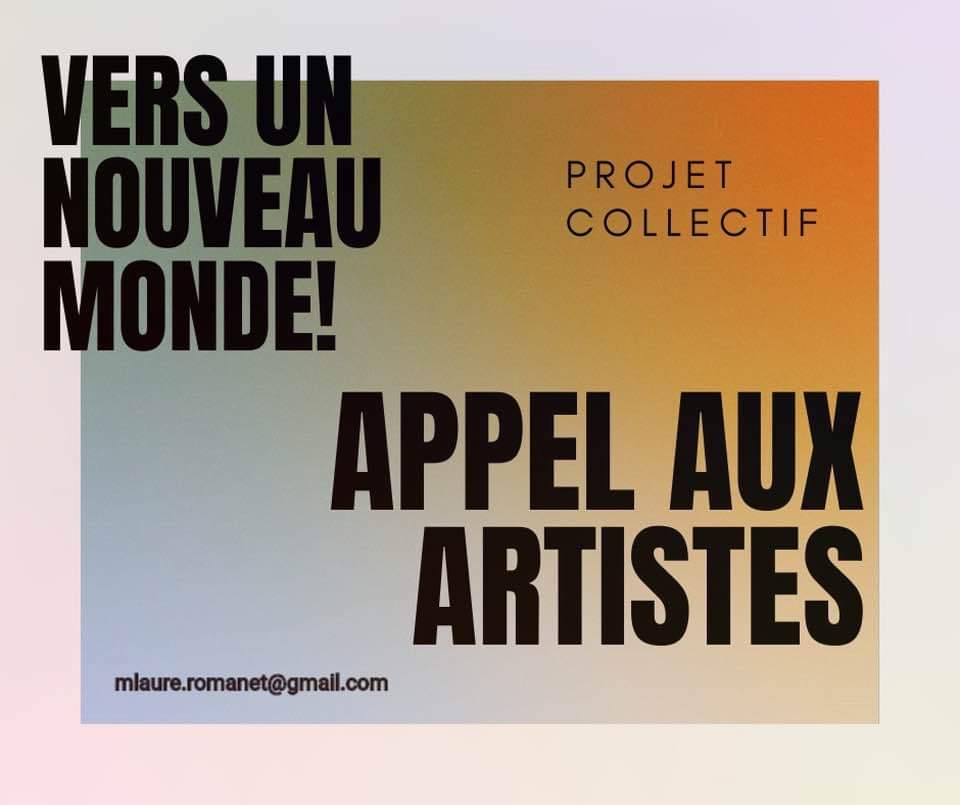 VERS UN
NOUVEAU
MONDE!
PROJET
COLLECTIF
APPEL AUX
ARTISTES
mlaure.romanet@gmail.com